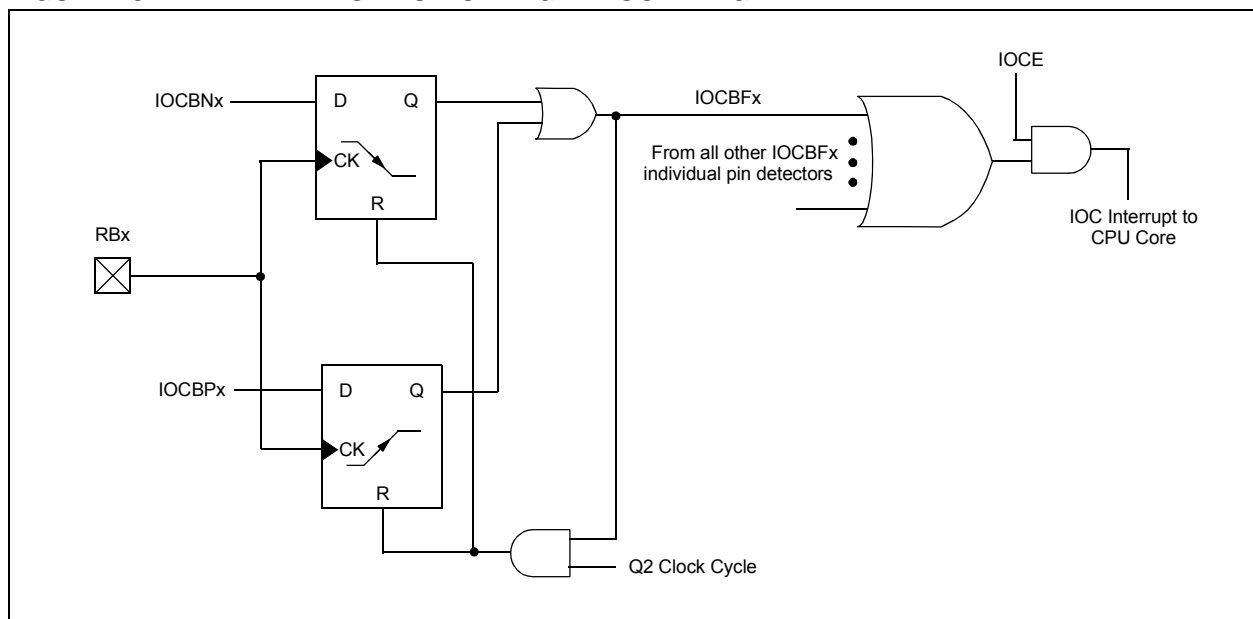 IOCE
IOCBNx
D
Q
IOCBFx
CK
From all other IOCBFx
individual pin detectors
R
IOC Interrupt to
CPU Core
RBx
IOCBPx
D
Q
CK
R
Q2 Clock Cycle